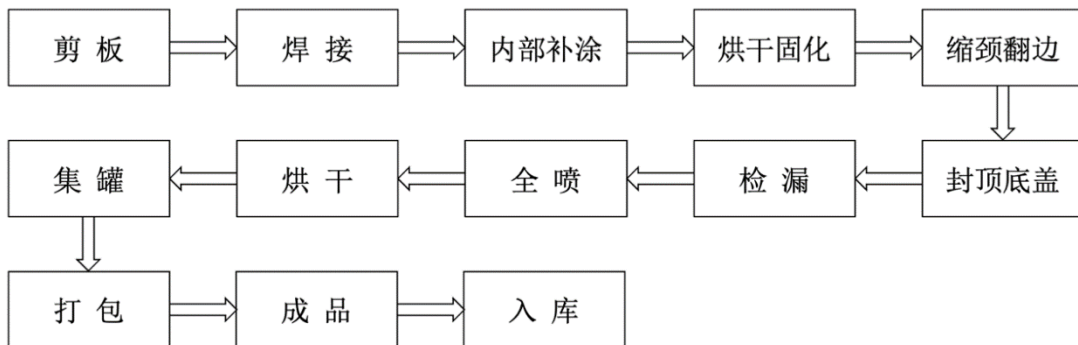 剪 板
焊 接
内部补涂
烘干固化
缩颈翻边
封顶底盖
检 漏
全 喷
烘 干
集 罐
打 包
成 品
入 库